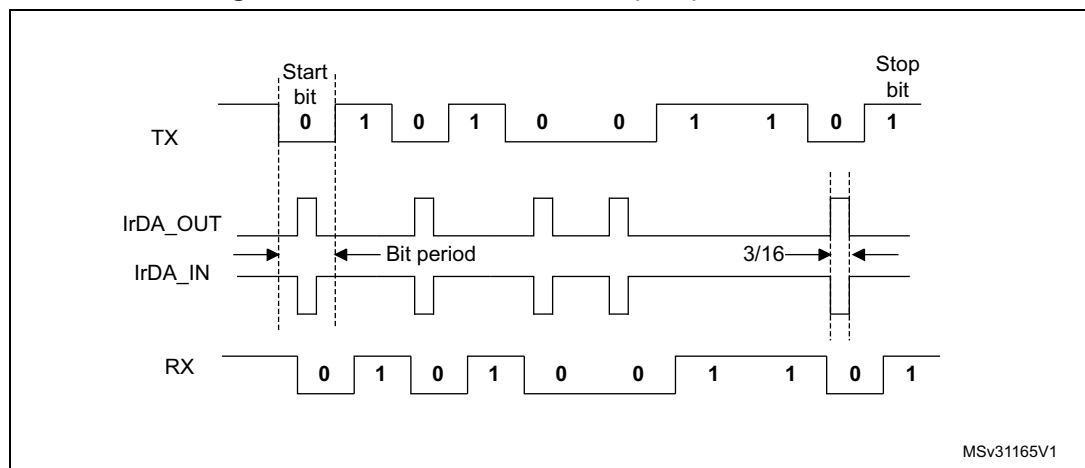 Start
bit
Stop
bit
TX
0 1 0 1 0 0 1 1 0 1
IrDA_OUT
Bit period
3/16
IrDA_IN
RX
0 1 0 1 0 0 1 1 0 1
MSv31165V1